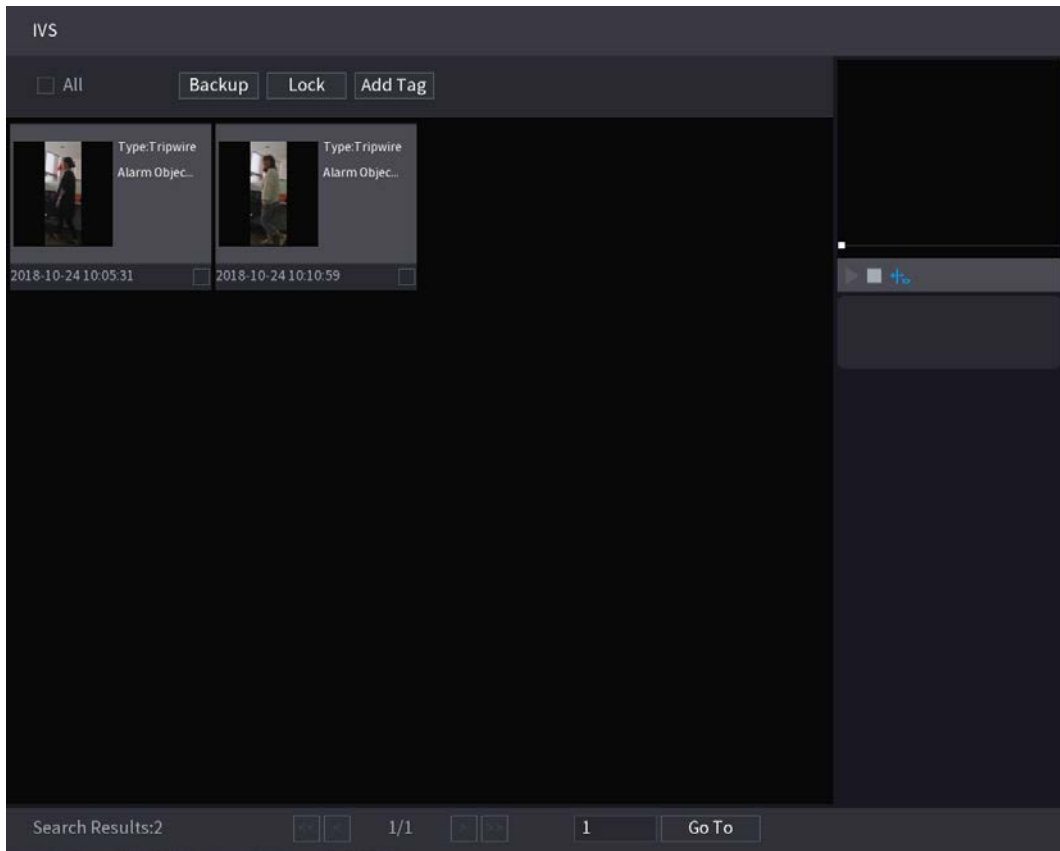 IVS
All
Backup
Lock
Add Tag
Type:Tripwire
Alarm Objec...
2018-10-24 10:05:31
Type:Tripwire
Alarm Objec...
2018-10-24 10:10:59
Search Results:2
<<
<
1/1
>
>>
1
Go To